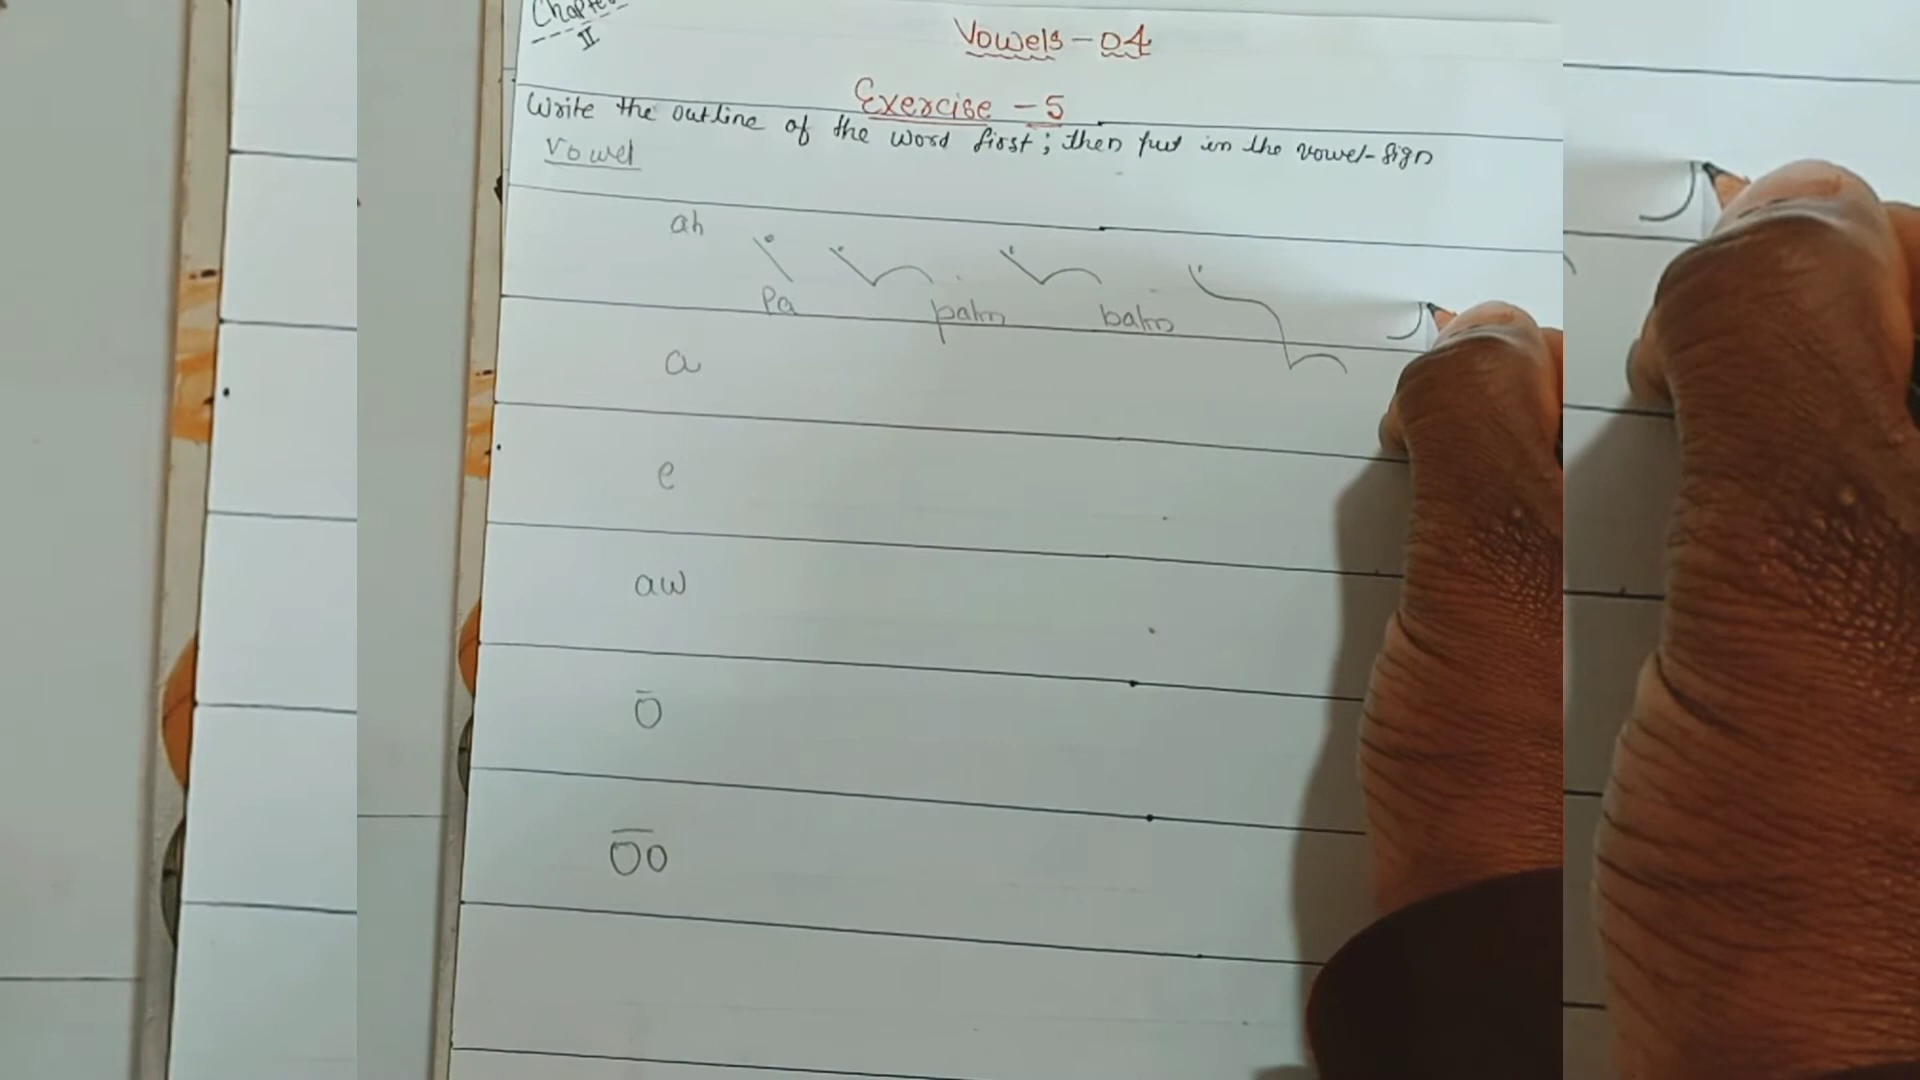 Chapter
II
Vowels - 04
Exercise - 5
Write the outline of the word first; then put in the vowel-sign
Vowel
ah
Pa palm balm
a
e
aw
ō
ōō